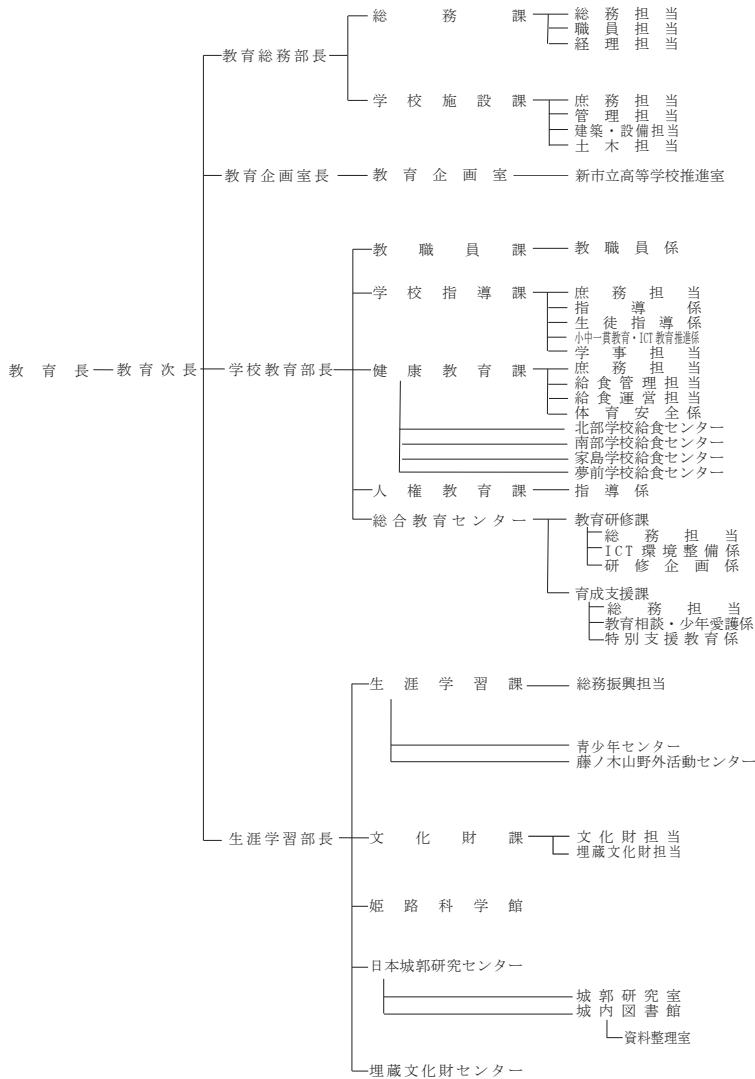 総務課
総務担当
職員担当
経理担当
教育総務部長
学校施設課
庶務担当
管理担当
建築・設備担当
土木担当
教育企画室長
教育企画室
新市立高等学校推進室
教職員課
教職員係
学校指導課
庶務担当
指導係
生徒指導係
小中一貫教育・ICT教育推進係
学事担当
教育長
教育次長
学校教育部長
健康教育課
庶務担当
給食管理担当
給食運営担当
体育安全係
北部学校給食センター
南部学校給食センター
家島学校給食センター
夢前学校給食センター
人権教育課
指導係
総合教育センター
教育研修課
総務担当
ICT環境整備係
研修企画係
育成支援課
総務担当
教育相談・少年愛護係
特別支援教育係
生涯学習課
総務振興担当
青少年センター
藤ノ木山野外活動センター
生涯学習部長
文化財課
文化財担当
埋蔵文化財担当
姫路科学館
日本城郭研究センター
城郭研究室
城内図書館
資料整理室
埋蔵文化財センター